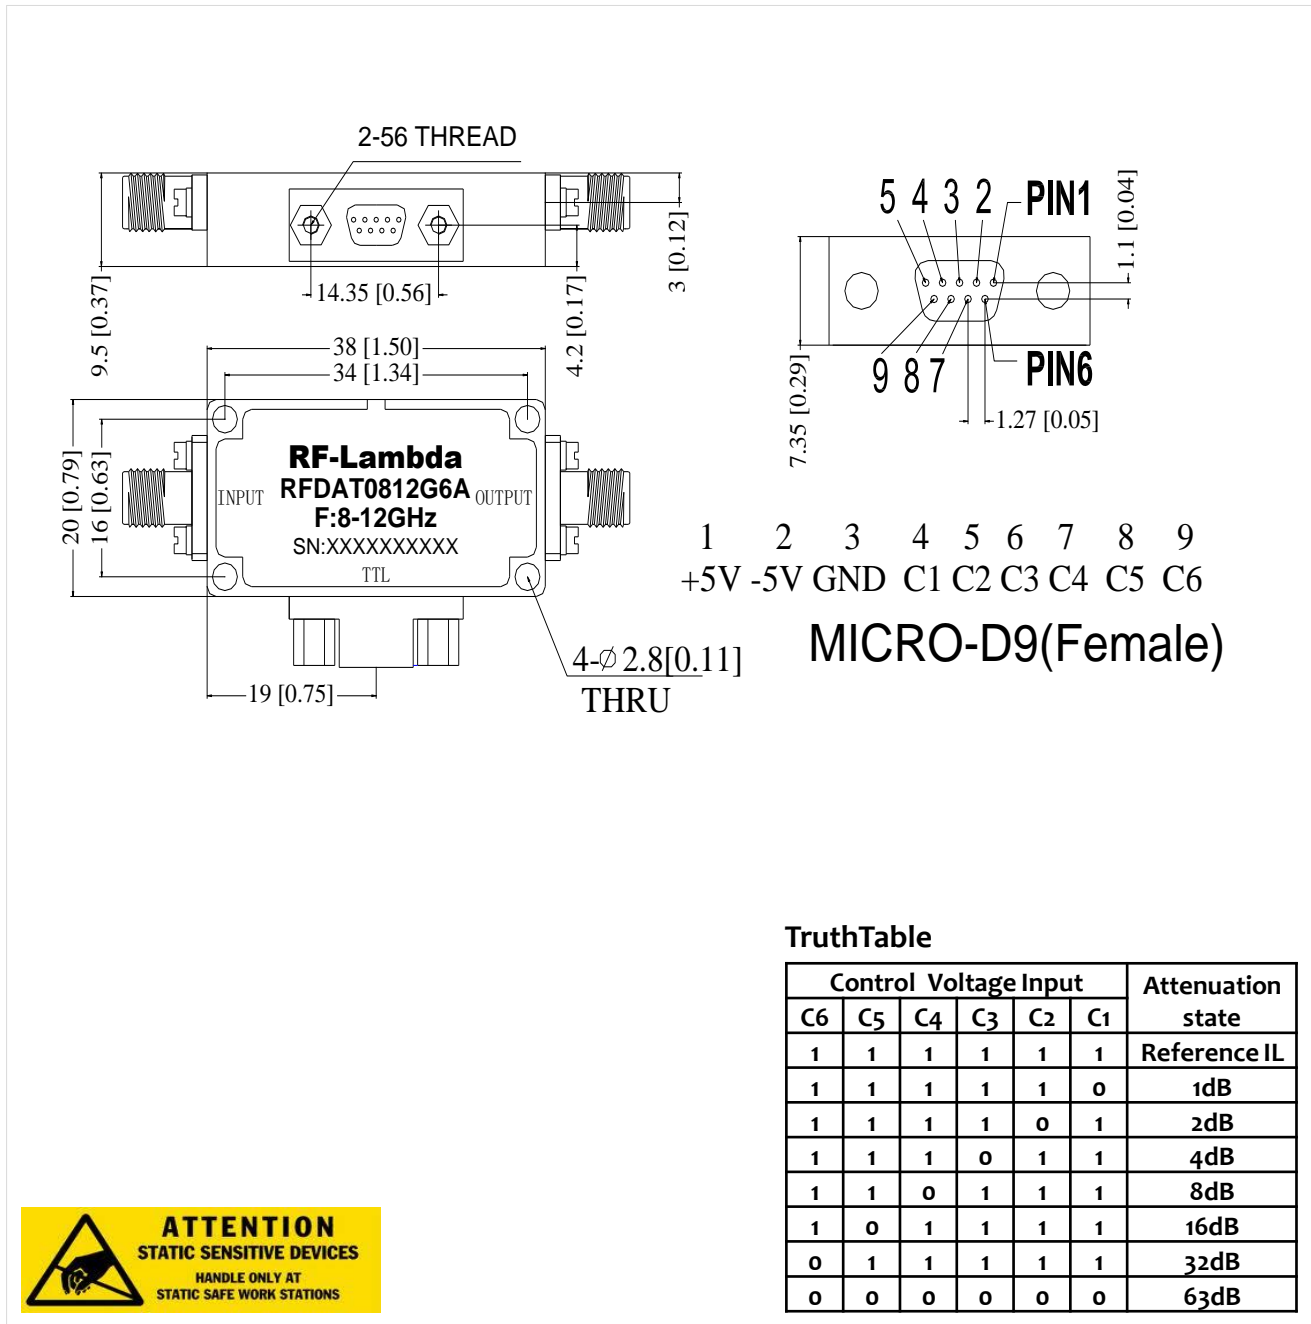 2-56 THREAD
14.35 [0.56]
9.5 [0.37]
4.2 [0.17]
3 [0.12]
38 [1.50]
34 [1.34]
20 [0.79]
16 [0.63]
RF-Lambda
RFDAT0812G6A
F:8-12GHz
SN:XXXXXXXXXX
INPUT
OUTPUT
TTL
19 [0.75]
4-∅ 2.8[0.11]
THRU
5 4 3 2 PIN1
1.1 [0.04]
9 8 7 PIN6
7.35 [0.29]
1.27 [0.05]
1 2 3 4 5 6 7 8 9
+5V -5V GND C1 C2 C3 C4 C5 C6
MICRO-D9(Female)
TruthTable
Control Voltage Input Attenuation state
C6 C5 C4 C3 C2 C1
1 1 1 1 1 1 Reference IL
1 1 1 1 1 0 1dB
1 1 1 1 0 1 2dB
1 1 1 0 1 1 4dB
1 1 0 1 1 1 8dB
1 0 1 1 1 1 16dB
0 1 1 1 1 1 32dB
0 0 0 0 0 0 63dB
ATTENTION
STATIC SENSITIVE DEVICES
HANDLE ONLY AT
STATIC SAFE WORK STATIONS